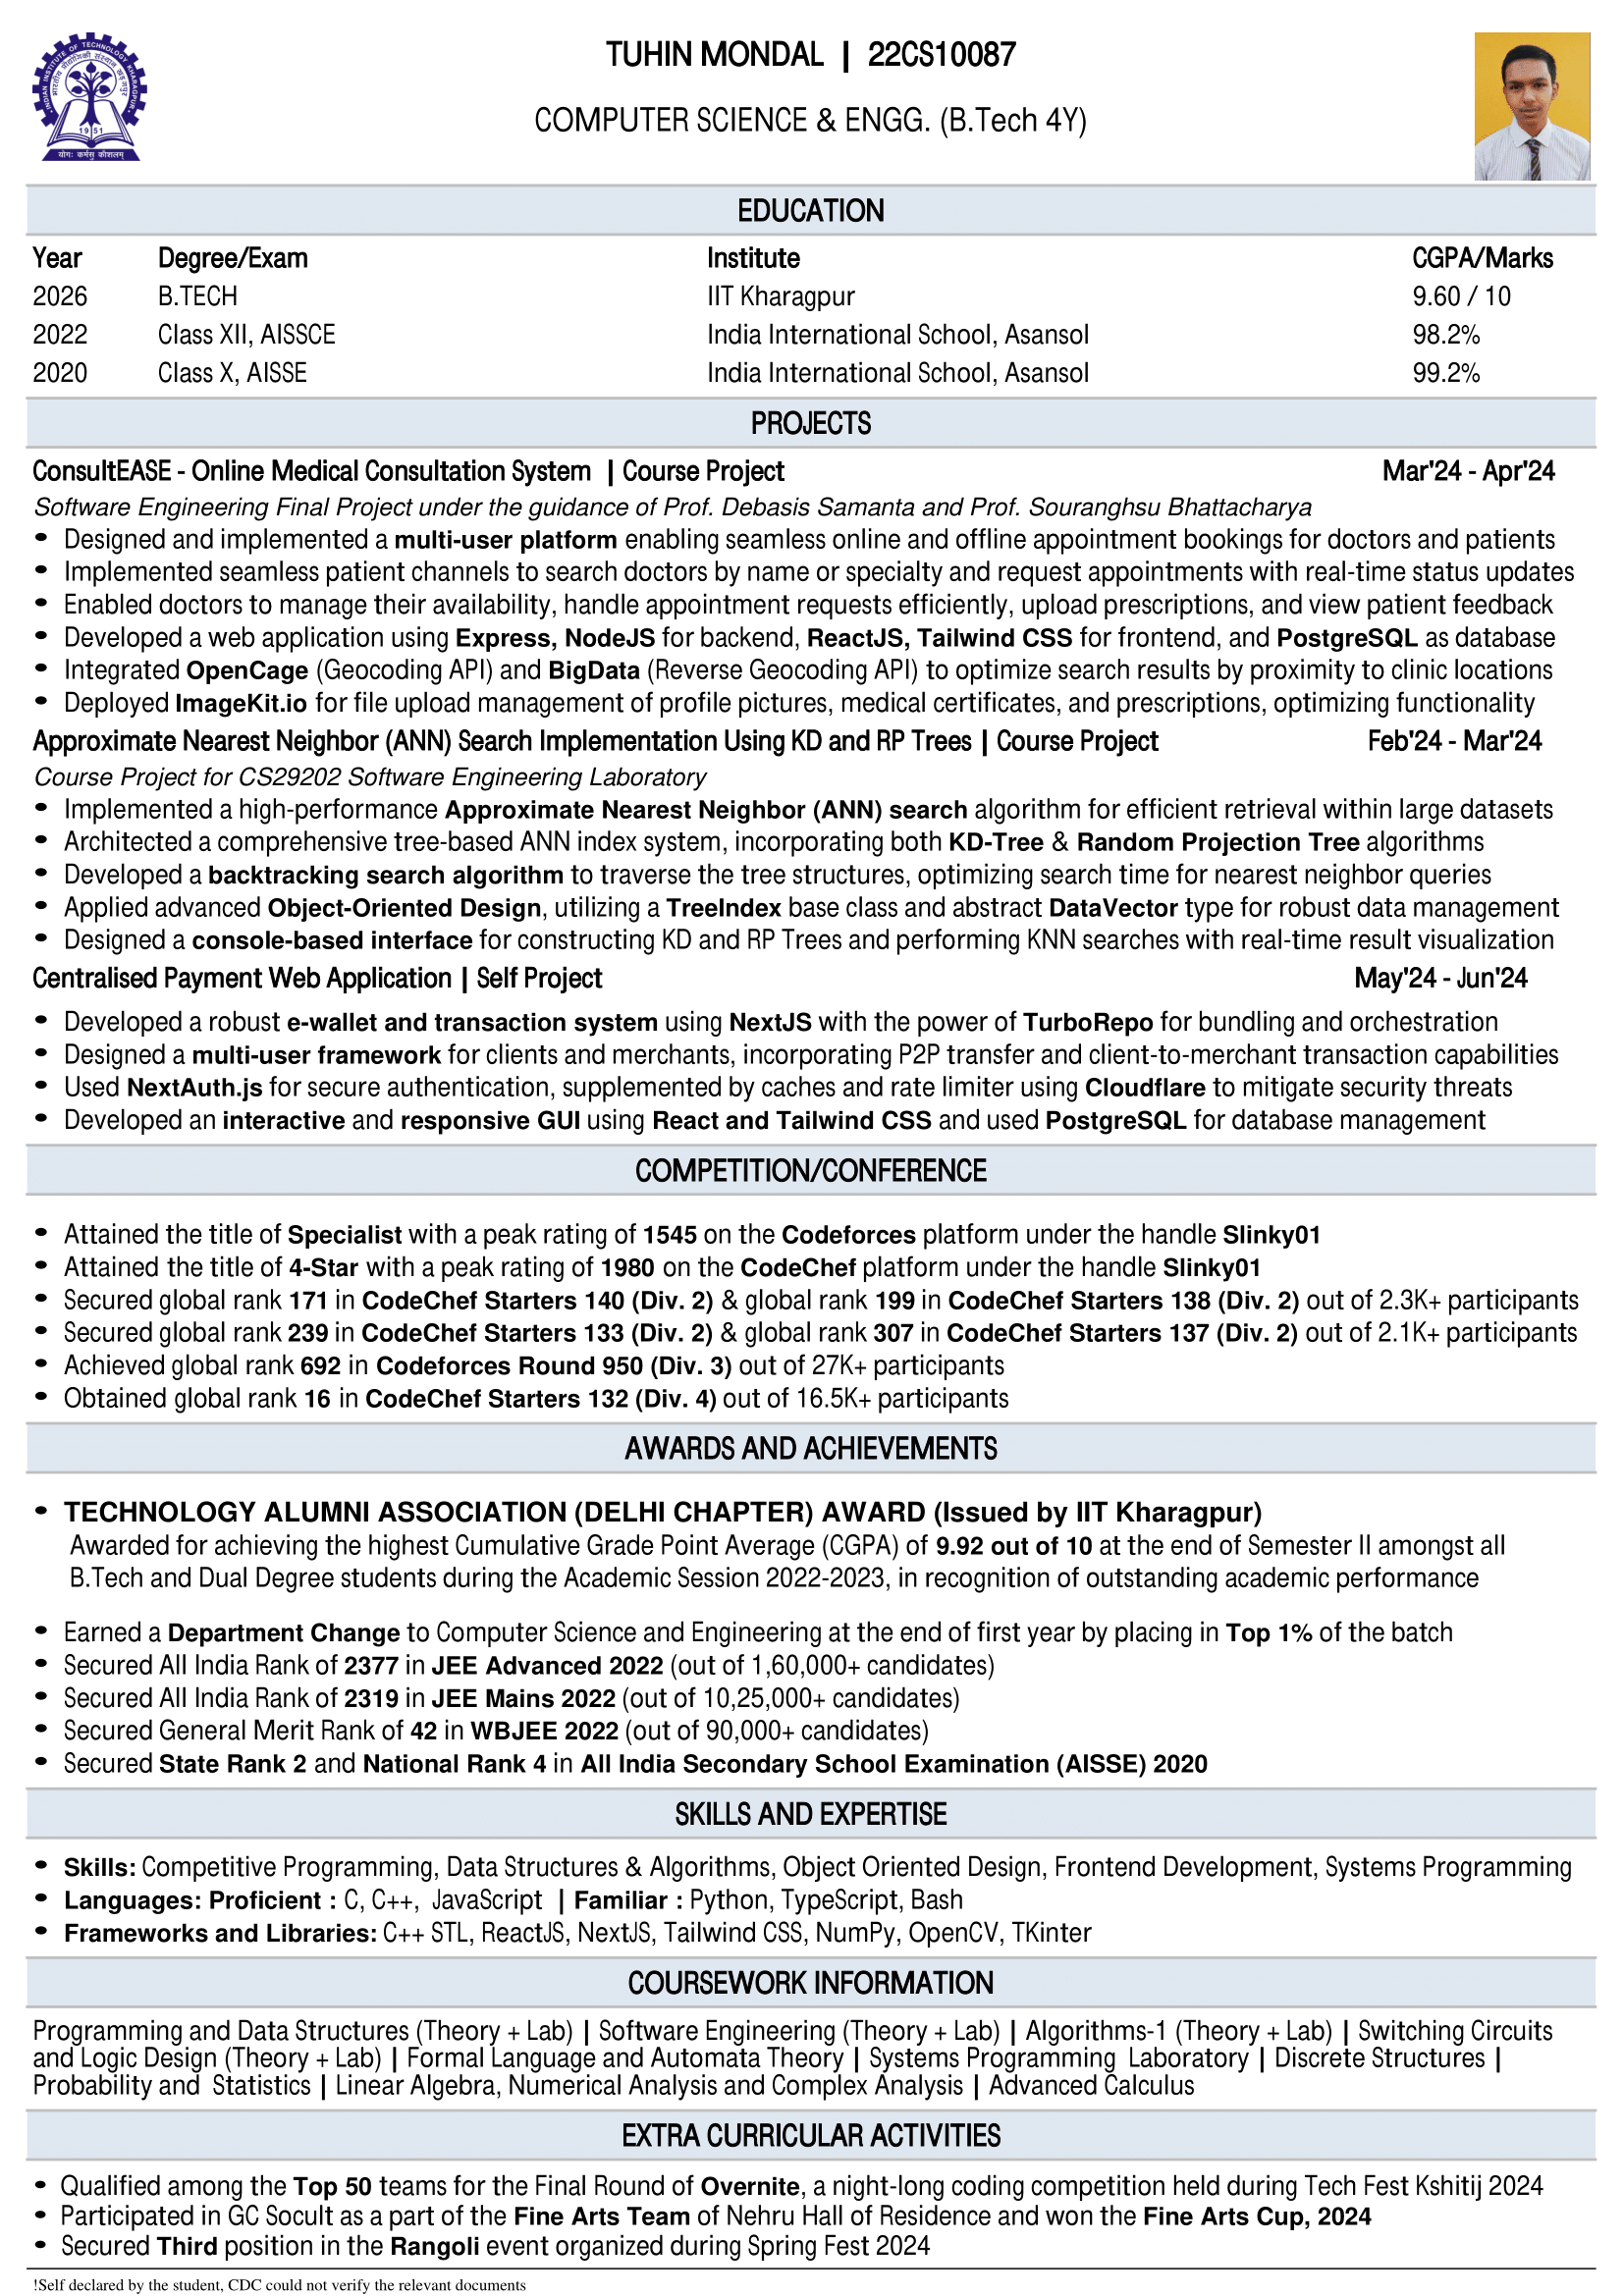 INDIAN INSTITUTE OF TECHNOLOGY KHARAGPUR
भारतीय प्रौद्योगिकी संस्थान खड़गपुर
1951
योगः कर्मसु कौशलम्
TUHIN MONDAL | 22CS10087
COMPUTER SCIENCE & ENGG. (B.Tech 4Y)
EDUCATION
Year Degree/Exam Institute CGPA/Marks
2026 B.TECH IIT Kharagpur 9.60 / 10
2022 Class XII, AISSCE India International School, Asansol 98.2%
2020 Class X, AISSE India International School, Asansol 99.2%
PROJECTS
ConsultEASE - Online Medical Consultation System | Course Project Mar'24 - Apr'24
Software Engineering Final Project under the guidance of Prof. Debasis Samanta and Prof. Souranghsu Bhattacharya
• Designed and implemented a multi-user platform enabling seamless online and offline appointment bookings for doctors and patients
• Implemented seamless patient channels to search doctors by name or specialty and request appointments with real-time status updates
• Enabled doctors to manage their availability, handle appointment requests efficiently, upload prescriptions, and view patient feedback
• Developed a web application using Express, NodeJS for backend, ReactJS, Tailwind CSS for frontend, and PostgreSQL as database
• Integrated OpenCage (Geocoding API) and BigData (Reverse Geocoding API) to optimize search results by proximity to clinic locations
• Deployed ImageKit.io for file upload management of profile pictures, medical certificates, and prescriptions, optimizing functionality
Approximate Nearest Neighbor (ANN) Search Implementation Using KD and RP Trees | Course Project Feb'24 - Mar'24
Course Project for CS29202 Software Engineering Laboratory
• Implemented a high-performance Approximate Nearest Neighbor (ANN) search algorithm for efficient retrieval within large datasets
• Architected a comprehensive tree-based ANN index system, incorporating both KD-Tree & Random Projection Tree algorithms
• Developed a backtracking search algorithm to traverse the tree structures, optimizing search time for nearest neighbor queries
• Applied advanced Object-Oriented Design, utilizing a TreeIndex base class and abstract DataVector type for robust data management
• Designed a console-based interface for constructing KD and RP Trees and performing KNN searches with real-time result visualization
Centralised Payment Web Application | Self Project May'24 - Jun'24
• Developed a robust e-wallet and transaction system using NextJS with the power of TurboRepo for bundling and orchestration
• Designed a multi-user framework for clients and merchants, incorporating P2P transfer and client-to-merchant transaction capabilities
• Used NextAuth.js for secure authentication, supplemented by caches and rate limiter using Cloudflare to mitigate security threats
• Developed an interactive and responsive GUI using React and Tailwind CSS and used PostgreSQL for database management
COMPETITION/CONFERENCE
• Attained the title of Specialist with a peak rating of 1545 on the Codeforces platform under the handle Slinky01
• Attained the title of 4-Star with a peak rating of 1980 on the CodeChef platform under the handle Slinky01
• Secured global rank 171 in CodeChef Starters 140 (Div. 2) & global rank 199 in CodeChef Starters 138 (Div. 2) out of 2.3K+ participants
• Secured global rank 239 in CodeChef Starters 133 (Div. 2) & global rank 307 in CodeChef Starters 137 (Div. 2) out of 2.1K+ participants
• Achieved global rank 692 in Codeforces Round 950 (Div. 3) out of 27K+ participants
• Obtained global rank 16 in CodeChef Starters 132 (Div. 4) out of 16.5K+ participants
AWARDS AND ACHIEVEMENTS
• TECHNOLOGY ALUMNI ASSOCIATION (DELHI CHAPTER) AWARD (Issued by IIT Kharagpur)
Awarded for achieving the highest Cumulative Grade Point Average (CGPA) of 9.92 out of 10 at the end of Semester II amongst all
B.Tech and Dual Degree students during the Academic Session 2022-2023, in recognition of outstanding academic performance
• Earned a Department Change to Computer Science and Engineering at the end of first year by placing in Top 1% of the batch
• Secured All India Rank of 2377 in JEE Advanced 2022 (out of 1,60,000+ candidates)
• Secured All India Rank of 2319 in JEE Mains 2022 (out of 10,25,000+ candidates)
• Secured General Merit Rank of 42 in WBJEE 2022 (out of 90,000+ candidates)
• Secured State Rank 2 and National Rank 4 in All India Secondary School Examination (AISSE) 2020
SKILLS AND EXPERTISE
• Skills: Competitive Programming, Data Structures & Algorithms, Object Oriented Design, Frontend Development, Systems Programming
• Languages: Proficient : C, C++, JavaScript | Familiar : Python, TypeScript, Bash
• Frameworks and Libraries: C++ STL, ReactJS, NextJS, Tailwind CSS, NumPy, OpenCV, TKinter
COURSEWORK INFORMATION
Programming and Data Structures (Theory + Lab) | Software Engineering (Theory + Lab) | Algorithms-1 (Theory + Lab) | Switching Circuits
and Logic Design (Theory + Lab) | Formal Language and Automata Theory | Systems Programming Laboratory | Discrete Structures |
Probability and Statistics | Linear Algebra, Numerical Analysis and Complex Analysis | Advanced Calculus
EXTRA CURRICULAR ACTIVITIES
• Qualified among the Top 50 teams for the Final Round of Overnite, a night-long coding competition held during Tech Fest Kshitij 2024
• Participated in GC Socult as a part of the Fine Arts Team of Nehru Hall of Residence and won the Fine Arts Cup, 2024
• Secured Third position in the Rangoli event organized during Spring Fest 2024
!Self declared by the student, CDC could not verify the relevant documents